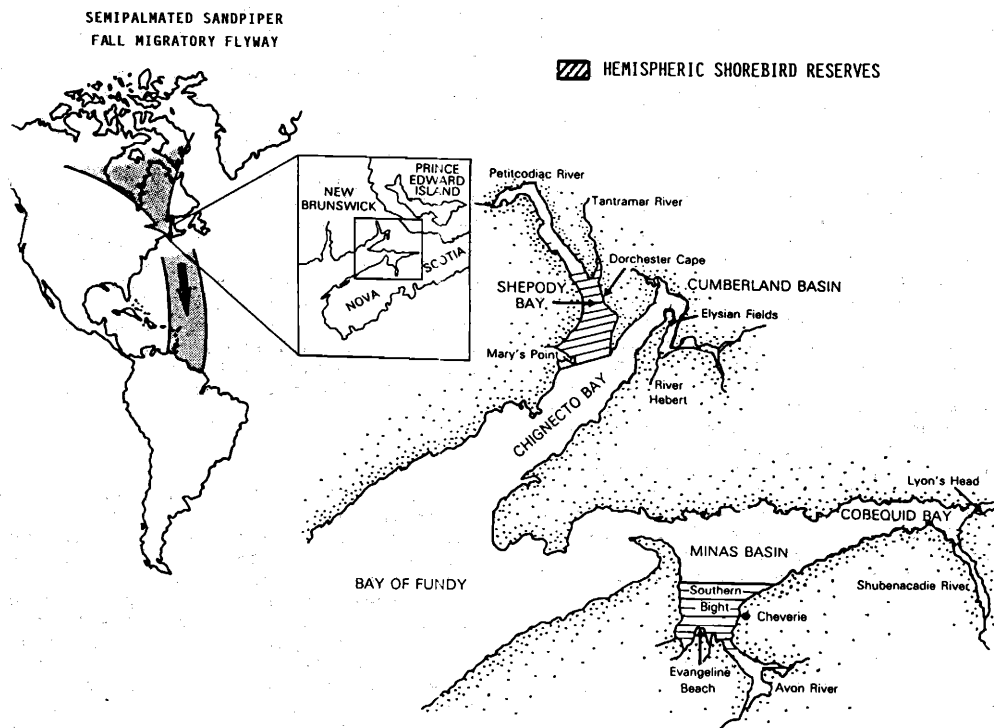 SEMIPALMATED SANDPIPER
FALL MIGRATORY FLYWAY
HEMISPHERIC SHOREBIRD RESERVES
PRINCE
EDWARD
ISLAND
NEW
BRUNSWICK
NOVA
SCOTIA
Petitcodiac River
Tantramar River
Dorchester Cape
SHEPODY
BAY
CUMBERLAND BASIN
Elysian Fields
Mary's Point
River
Hebert
CHIGNECTO BAY
Lyon's Head
COBEQUID BAY
MINAS BASIN
BAY OF FUNDY
Shubenacadie River
Southern
Bight
Cheverie
Evangeline
Beach
Avon River